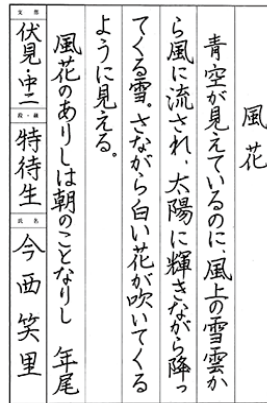 風花
青空が見えているのに、風上の雪雲か
ら風に流され、太陽に輝きながら降っ
てくる雪。さながら白い花が吹いてくる
ように見える。
風花のありしは朝のことなりし　年尾
伏見・中二
特待生
氏名
今西笑里